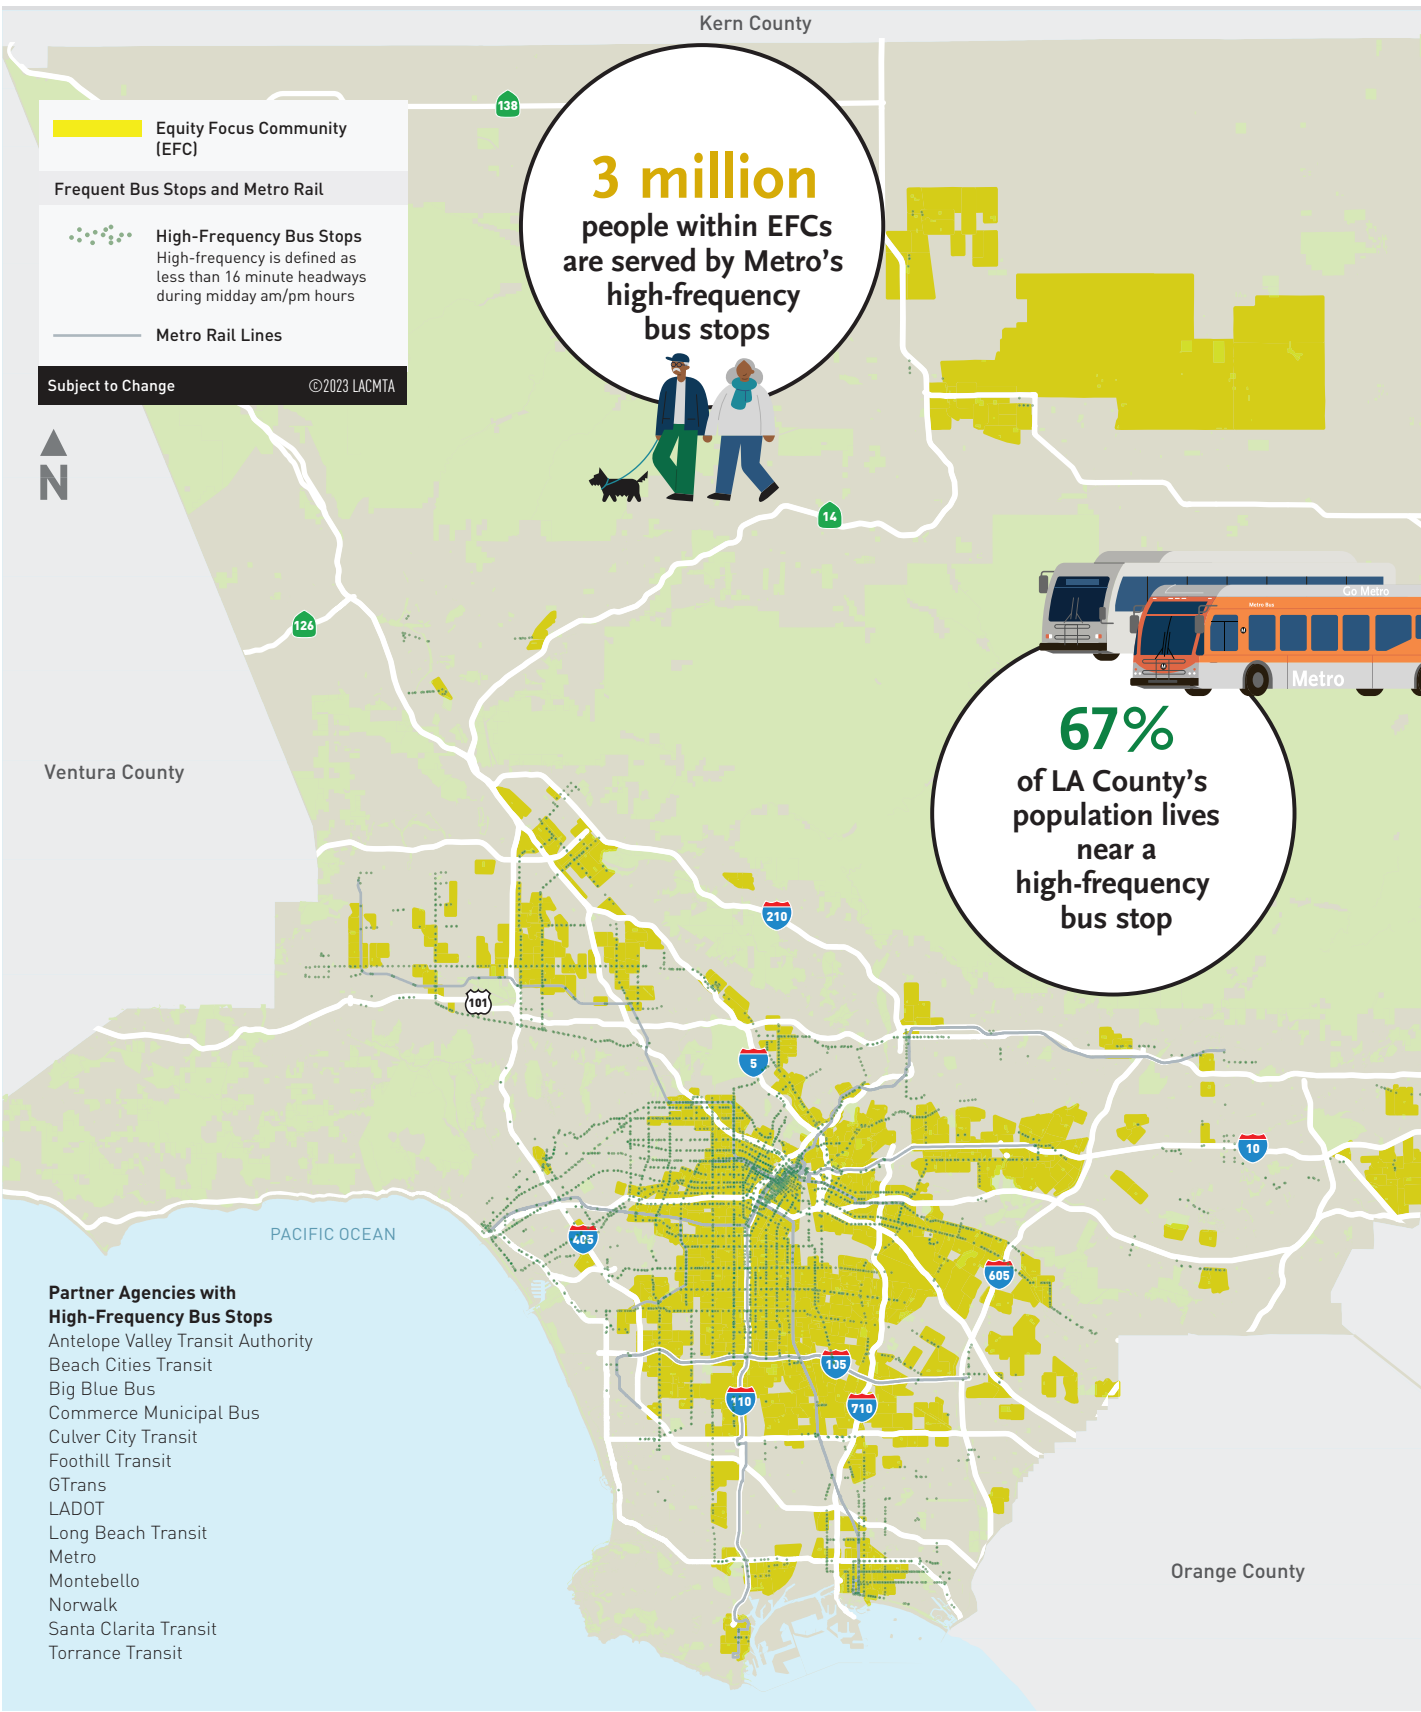 Kern County
138
Equity Focus Community
(EFC)
Frequent Bus Stops and Metro Rail
High-Frequency Bus Stops
High-frequency is defined as
less than 16 minute headways
during midday am/pm hours
Metro Rail Lines
Subject to Change ©2023 LACMTA
N
3 million
people within EFCs
are served by Metro's
high-frequency
bus stops
14
126
Go Metro
Metro Bus
M
M
Metro
67%
of LA County's
population lives
near a
high-frequency
bus stop
Ventura County
210
101
5
10
PACIFIC OCEAN
405
605
105
110
710
Partner Agencies with
High-Frequency Bus Stops
Antelope Valley Transit Authority
Beach Cities Transit
Big Blue Bus
Commerce Municipal Bus
Culver City Transit
Foothill Transit
GTrans
LADOT
Long Beach Transit
Metro
Montebello
Norwalk
Santa Clarita Transit
Torrance Transit
Orange County